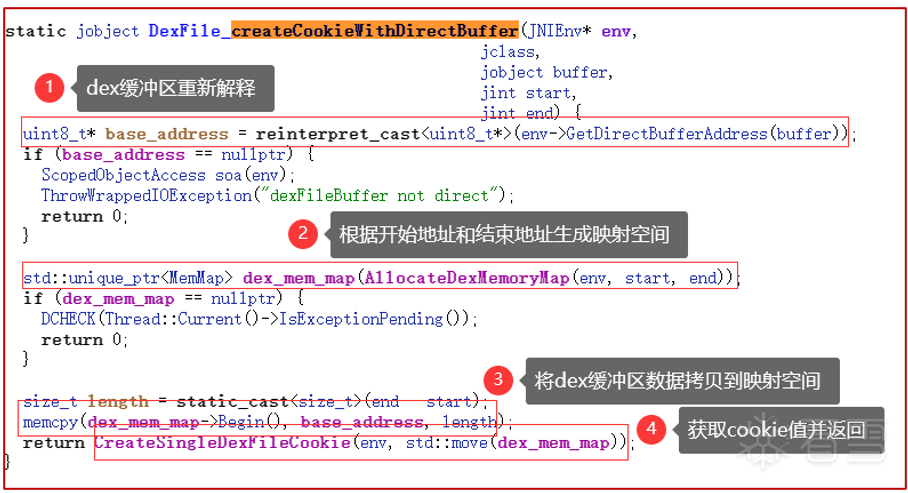 static jobject DexFile_createCookieWithDirectBuffer(JNIEnv* env,
jclass,
jobject buffer,
jint start,
jint end) {
1 dex缓冲区重新解释
uint8_t* base_address = reinterpret_cast<uint8_t*>(env->GetDirectBufferAddress(buffer));
if (base_address == nullptr) {
ScopedObjectAccess soa(env);
ThrowWrappedIOException("dexFileBuffer not direct");
return 0;
}
2 根据开始地址和结束地址生成映射空间
std::unique_ptr<MemMap> dex_mem_map(AllocateDexMemoryMap(env, start, end));
if (dex_mem_map == nullptr) {
DCHECK(Thread::Current()->IsExceptionPending());
return 0;
}
3 将dex缓冲区数据拷贝到映射空间
size_t length = static_cast<size_t>(end start);
memcpy(dex_mem_map->Begin(), base_address, length);
4 获取cookie值并返回
return CreateSingleDexFileCookie(env, std::move(dex_mem_map));
}
看雪